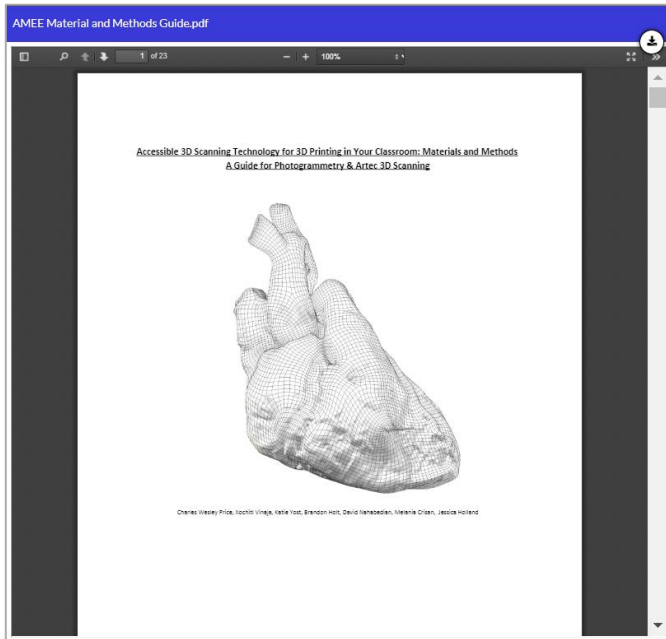 AMEE Material and Methods Guide.pdf
1 of 23
100%
Accessible 3D Scanning Technology for 3D Printing in Your Classroom: Materials and Methods
A Guide for Photogrammetry & Artec 3D Scanning
Charles Wesley Price, Xochitl Vinaja, Katie Yost, Brandon Holt, David Nahabedian, Melania Crisan, Jessica Holland